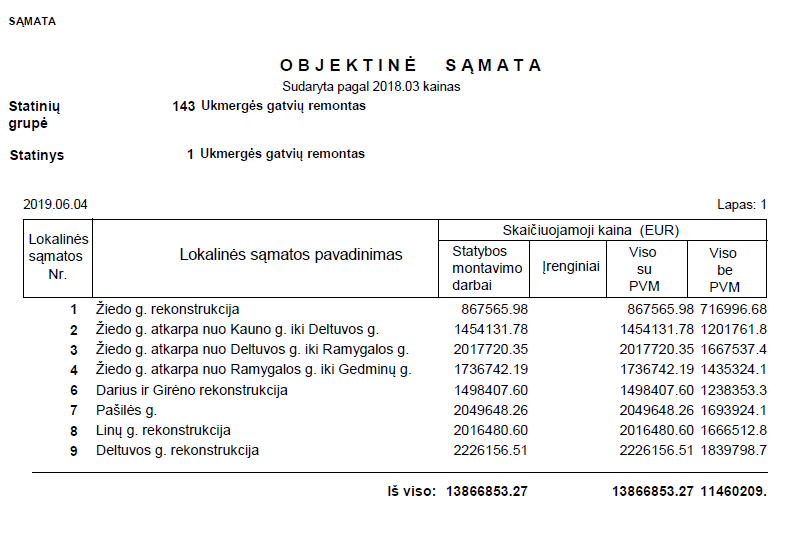 SĄMATA
OBJEKTINĖ SĄMATA
Sudaryta pagal 2018.03 kainas
Statinių grupė 143 Ukmergės gatvių remontas
Statinys 1 Ukmergės gatvių remontas
2019.06.04 Lapas: 1
Lokalinės sąmatos Nr. Lokalinės sąmatos pavadinimas Skaičiuojamoji kaina (EUR)
Statybos montavimo darbai Įrenginiai Viso su PVM Viso be PVM
1 Žiedo g. rekonstrukcija 867565.98 867565.98 716996.68
2 Žiedo g. atkarpa nuo Kauno g. iki Deltuvos g. 1454131.78 1454131.78 1201761.8
3 Žiedo g. atkarpa nuo Deltuvos g. iki Ramygalos g. 2017720.35 2017720.35 1667537.4
4 Žiedo g. atkarpa nuo Ramygalos g. iki Gedminų g. 1736742.19 1736742.19 1435324.1
6 Darius ir Girėno rekonstrukcija 1498407.60 1498407.60 1238353.3
7 Pašilės g. 2049648.26 2049648.26 1693924.1
8 Linų g. rekonstrukcija 2016480.60 2016480.60 1666512.8
9 Deltuvos g. rekonstrukcija 2226156.51 2226156.51 1839798.7
Iš viso: 13866853.27 13866853.27 11460209.